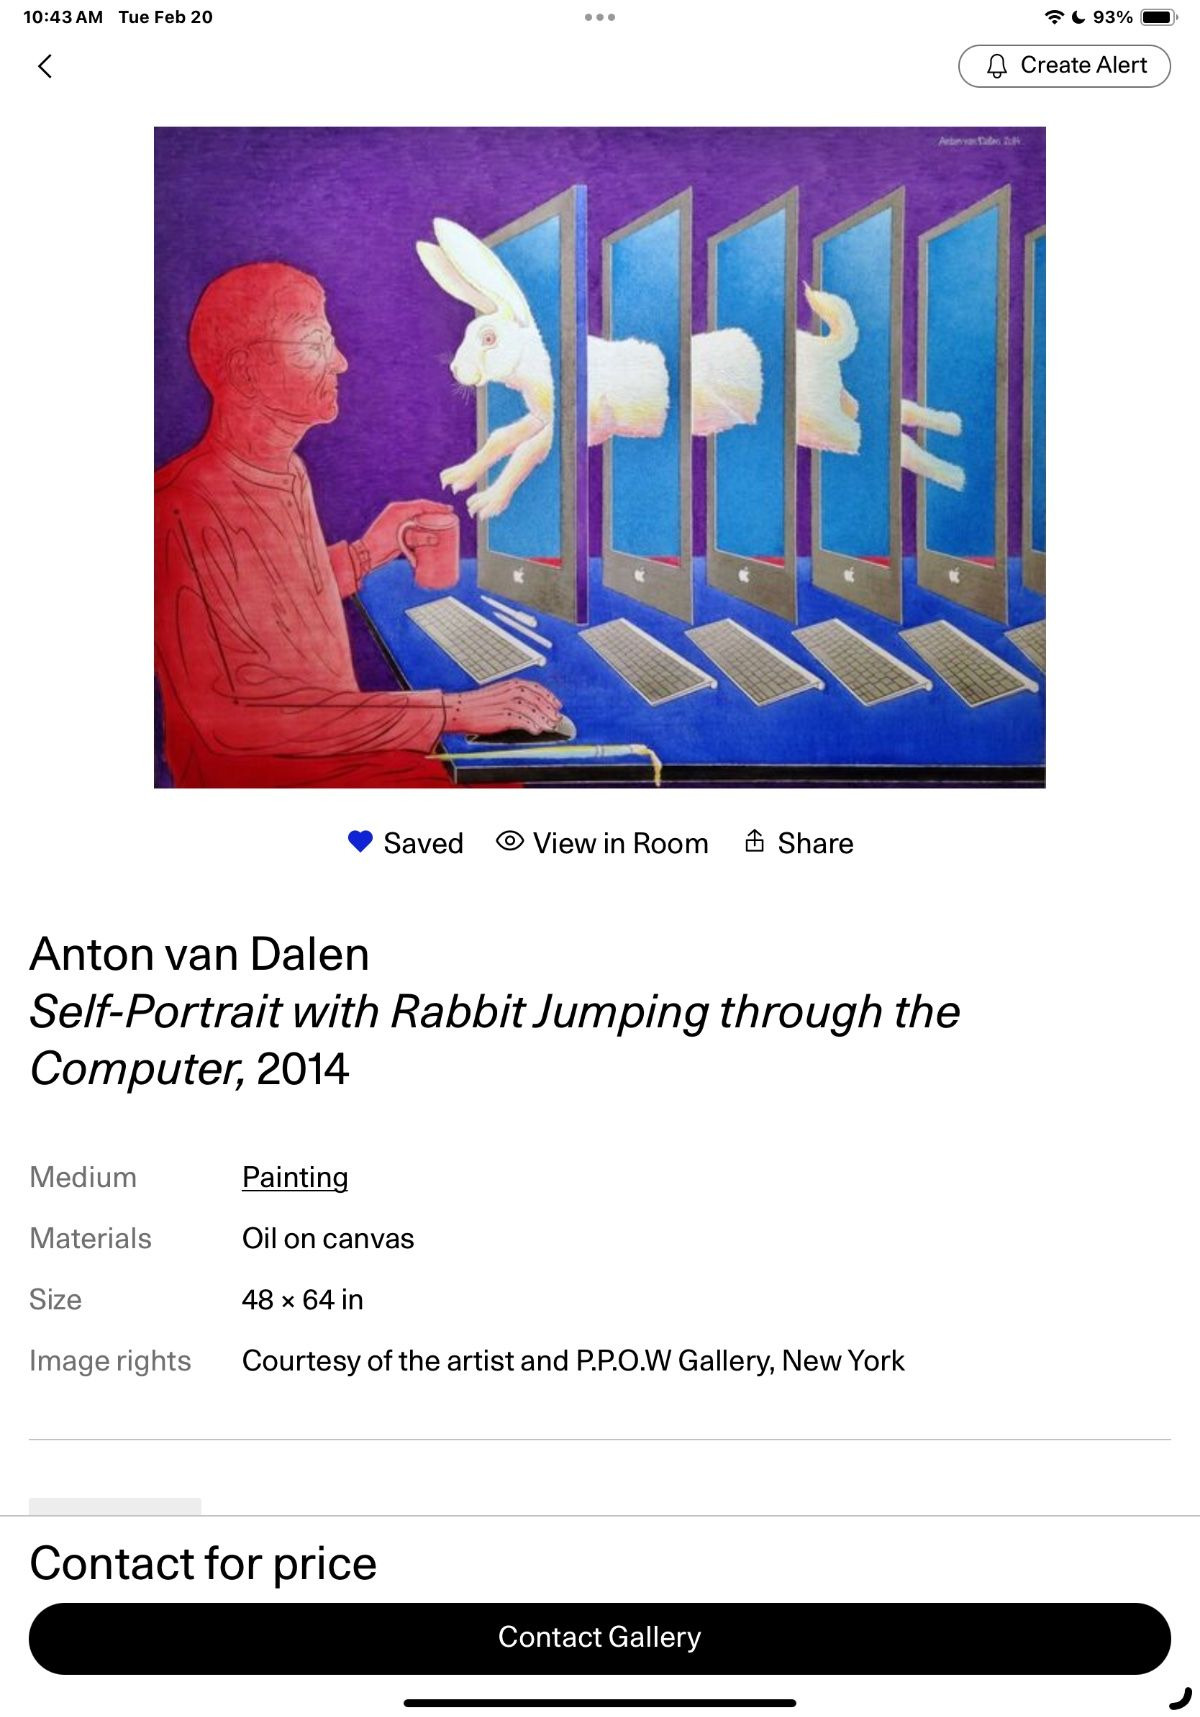 10:43 AM Tue Feb 20
93%
Create Alert
Anton van Dalen 2014
Saved
View in Room
Share
Anton van Dalen
Self-Portrait with Rabbit Jumping through the
Computer, 2014
Medium Painting
Materials Oil on canvas
Size 48 × 64 in
Image rights Courtesy of the artist and P.P.O.W Gallery, New York
Contact for price
Contact Gallery